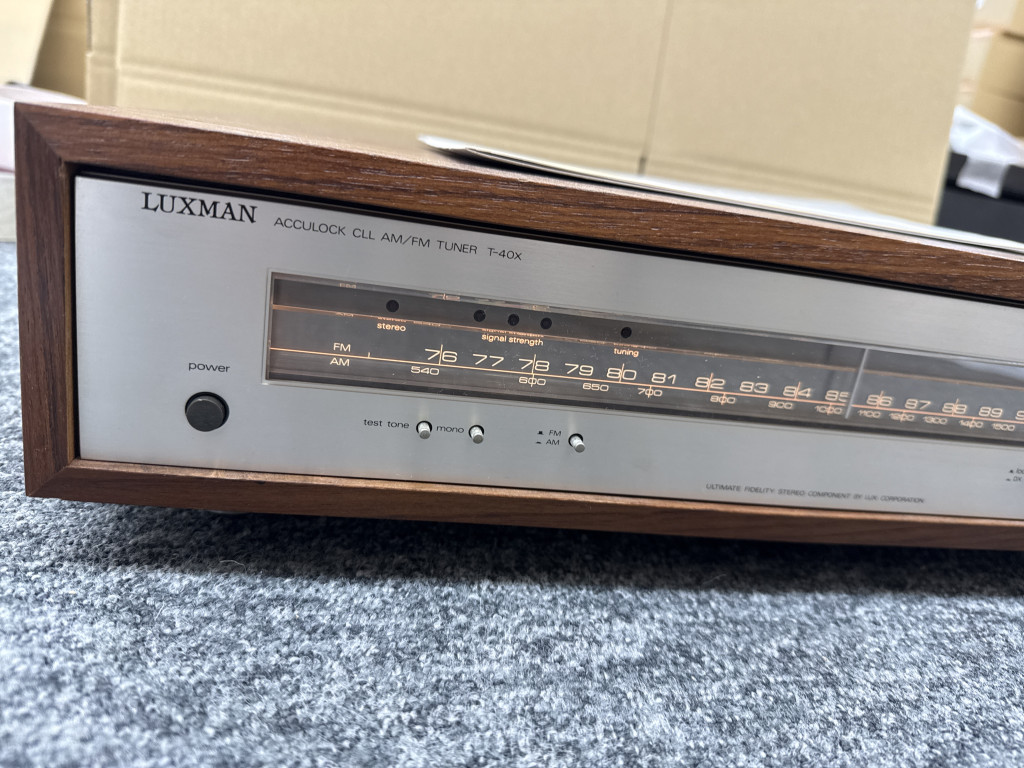 LUXMAN ACCULOCK CLL AM/FM TUNER T-40X
stereo signal strength tuning
FM 76 77 78 79 80 81 82 83 84 85 86 87 88 89
AM 540 600 650 700 800 900 1000 1100 1200 1300 1400 1500
power
test tone mono FM
AM
ULTIMATE FIDELITY STEREO COMPONENT BY LUX CORPORATION